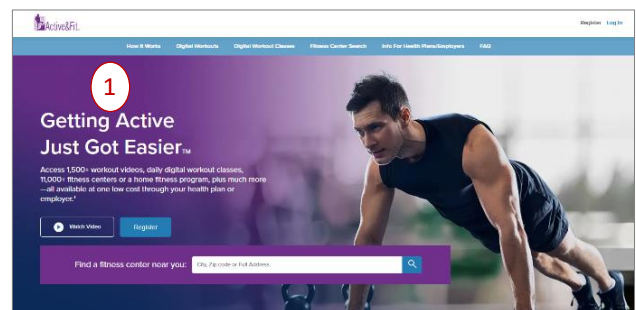 Active&Fit.
Register Log In
How It Works Digital Workouts Digital Workout Classes Fitness Center Search Info For Health Plans/Employers FAQ
1
Getting Active
Just Got Easier™
Access 1,500+ workout videos, daily digital workout classes,
11,000+ fitness centers or a home fitness program, plus much more
—all available at one low cost through your health plan or
employer.*
Watch Video Register
Find a fitness center near you: City, Zip code or Full Address